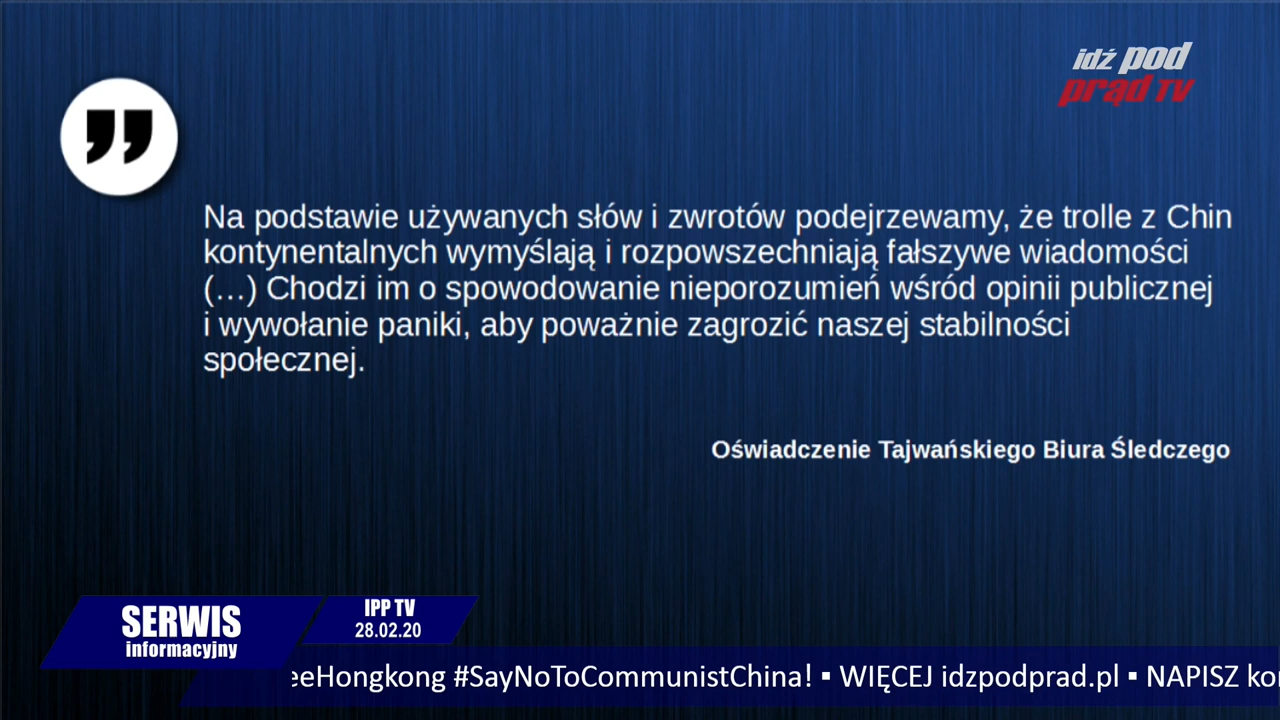 idź pod
prąd TV
Na podstawie używanych słów i zwrotów podejrzewamy, że trolle z Chin
kontynentalnych wymyślają i rozpowszechniają fałszywe wiadomości
(…) Chodzi im o spowodowanie nieporozumień wśród opinii publicznej
i wywołanie paniki, aby poważnie zagrozić naszej stabilności
społecznej.
Oświadczenie Tajwańskiego Biura Śledczego
SERWIS
informacyjny
IPP TV
28.02.20
eeHongkong #SayNoToCommunistChina! ▪ WIĘCEJ idzpodprad.pl ▪ NAPISZ kon